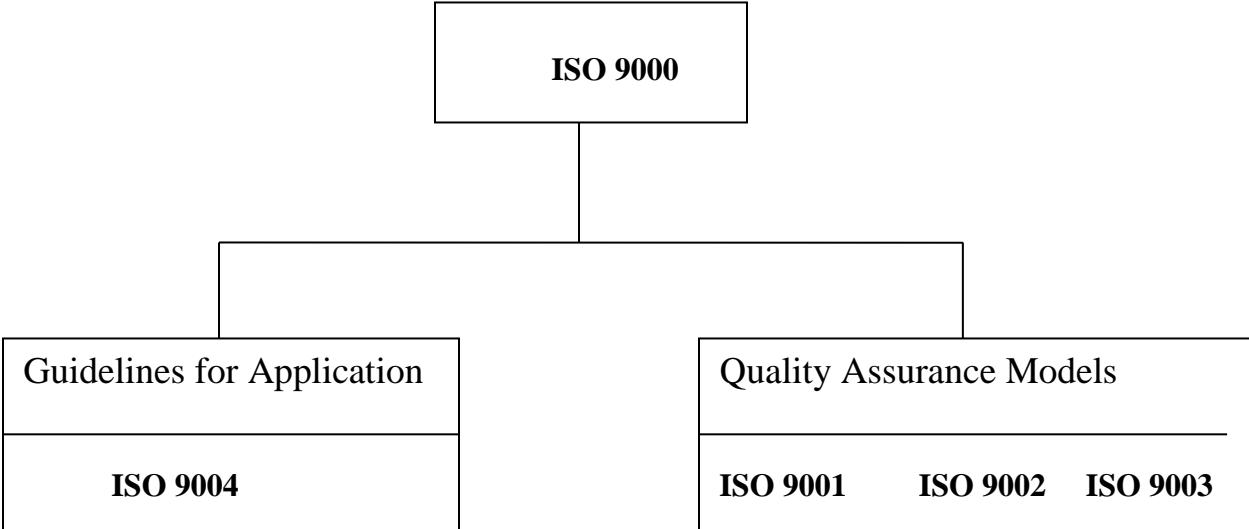 ISO 9000
Guidelines for Application
Quality Assurance Models
ISO 9004
ISO 9001 ISO 9002 ISO 9003